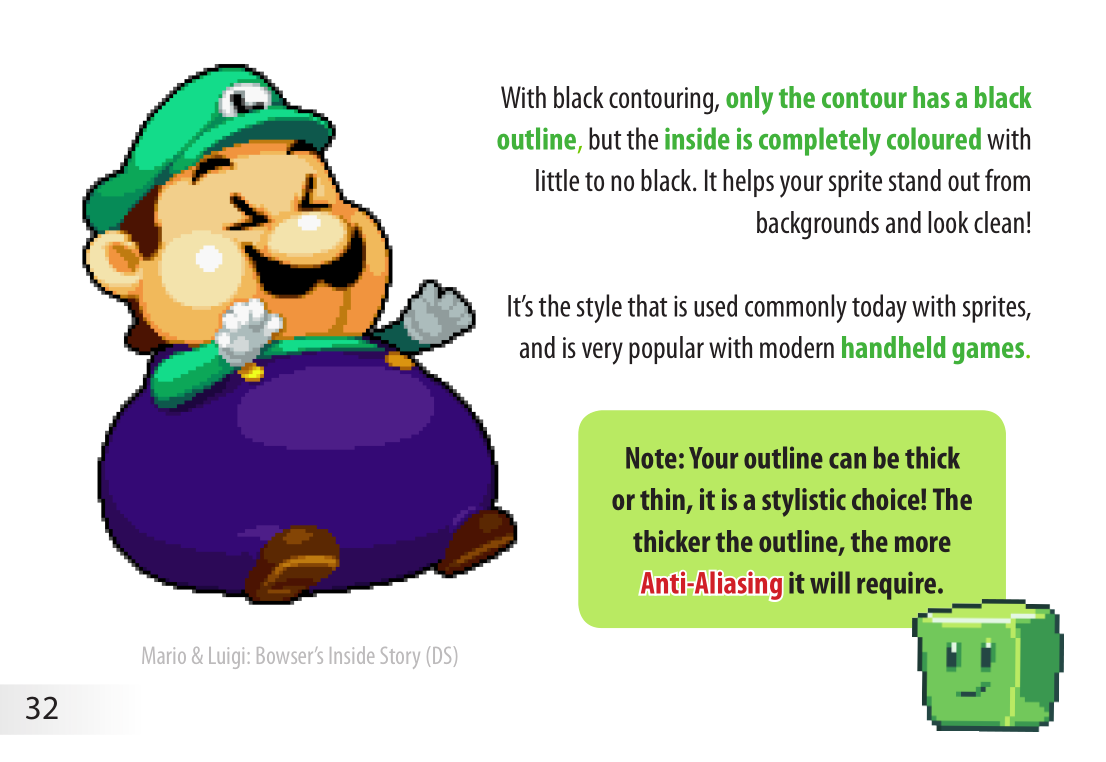 L
With black contouring, only the contour has a black
outline, but the inside is completely coloured with
little to no black. It helps your sprite stand out from
backgrounds and look clean!
It’s the style that is used commonly today with sprites,
and is very popular with modern handheld games.
Note: Your outline can be thick
or thin, it is a stylistic choice! The
thicker the outline, the more
Anti-Aliasing it will require.
Mario & Luigi: Bowser’s Inside Story (DS)
32